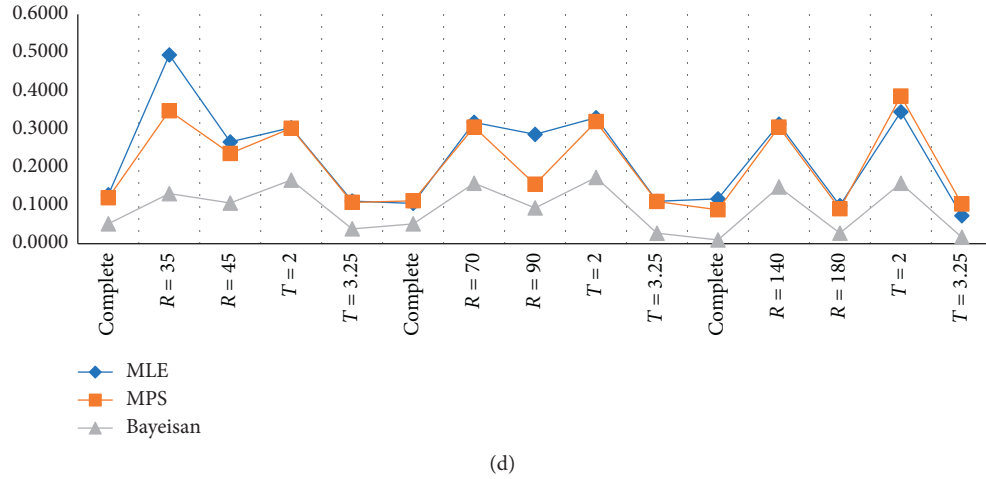 0.6000
0.5000
0.4000
0.3000
0.2000
0.1000
0.0000
Complete
R = 35
R = 45
T = 2
T = 3.25
Complete
R = 70
R = 90
T = 2
T = 3.25
Complete
R = 140
R = 180
T = 2
T = 3.25
MLE
MPS
Bayeisan
(d)